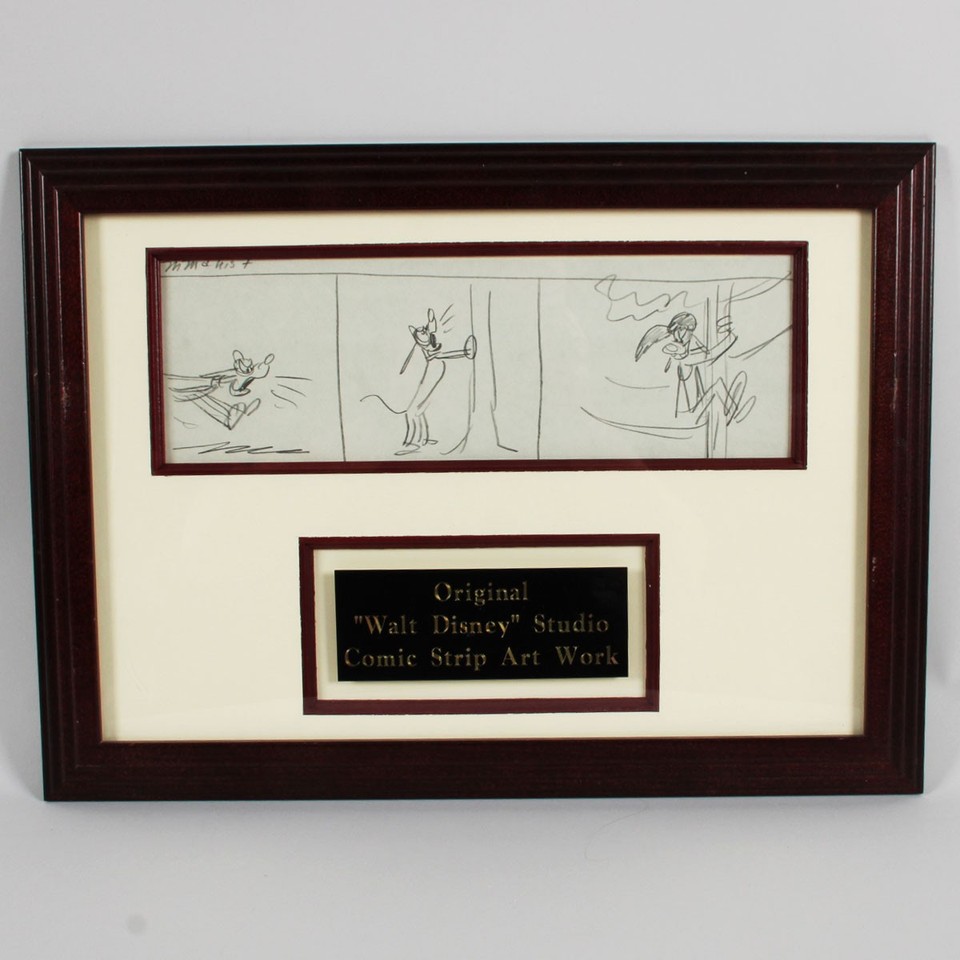 Original
"Walt Disney" Studio
Comic Strip Art Work